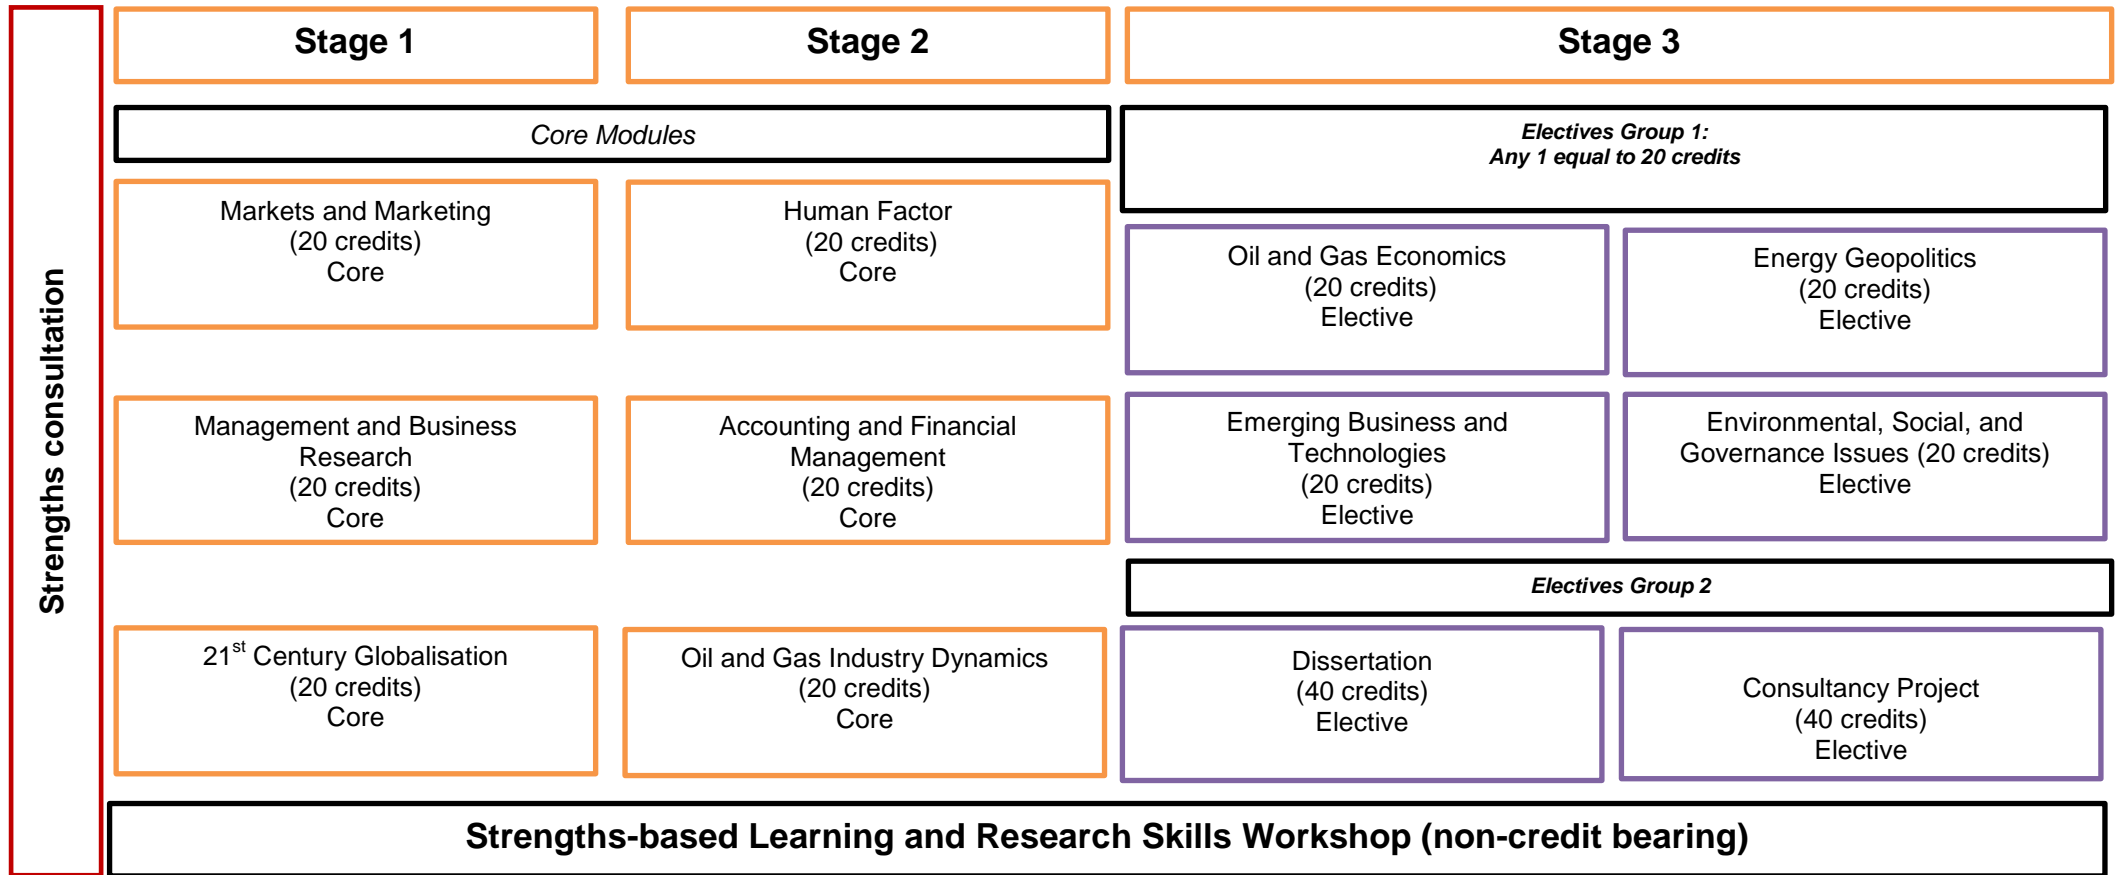 Strengths consultation
Stage 1
Stage 2
Stage 3
Core Modules
Electives Group 1:
Any 1 equal to 20 credits
Markets and Marketing
(20 credits)
Core
Human Factor
(20 credits)
Core
Oil and Gas Economics
(20 credits)
Elective
Energy Geopolitics
(20 credits)
Elective
Management and Business
Research
(20 credits)
Core
Accounting and Financial
Management
(20 credits)
Core
Emerging Business and
Technologies
(20 credits)
Elective
Environmental, Social, and
Governance Issues (20 credits)
Elective
Electives Group 2
21st Century Globalisation
(20 credits)
Core
Oil and Gas Industry Dynamics
(20 credits)
Core
Dissertation
(40 credits)
Elective
Consultancy Project
(40 credits)
Elective
Strengths-based Learning and Research Skills Workshop (non-credit bearing)